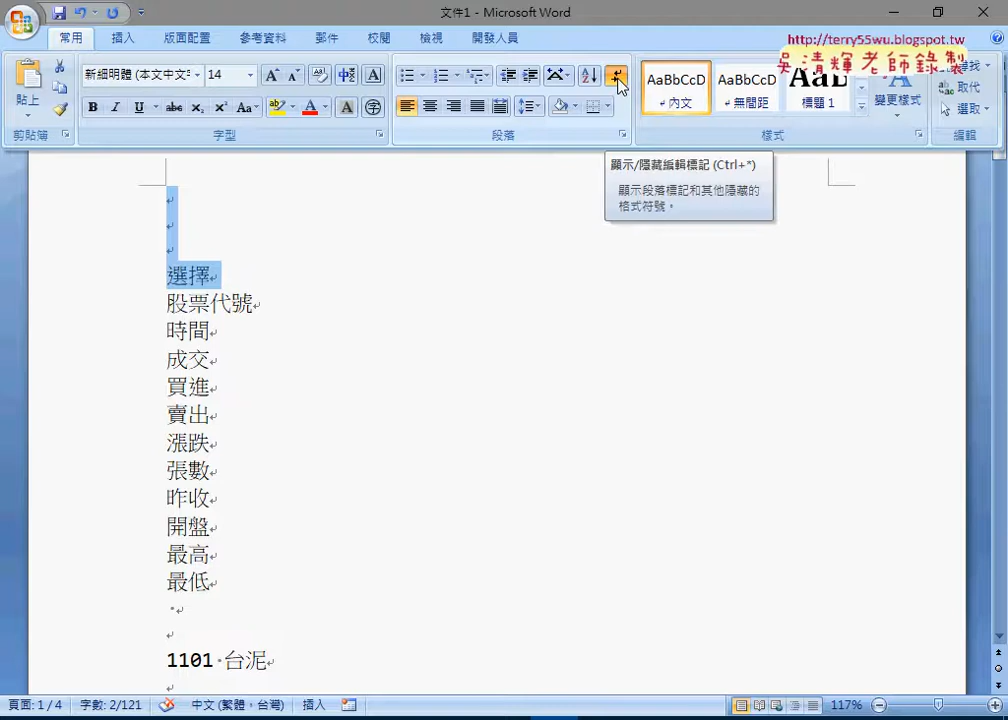 文件1 - Microsoft Word
常用 插入 版面配置 參考資料 郵件 校閱 檢視 開發人員
http://terry55wu.blogspot.tw
吳清輝老師錄製
貼上
新細明體 (本文中文字 14
B I U abc x₂ x² Aa
AaBbCcD AaBbCcD AaB
內文 無間距 標題 1
變更樣式
取代
選取
剪貼簿 字型 段落 樣式 編輯
顯示/隱藏編輯標記 (Ctrl+*)
顯示段落標記和其他隱藏的
格式符號。
選擇
股票代號
時間
成交
買進
賣出
漲跌
張數
昨收
開盤
最高
最低
1101 台泥
頁面: 1 / 4 字數: 2/121 中文 (繁體, 台灣) 插入 117%